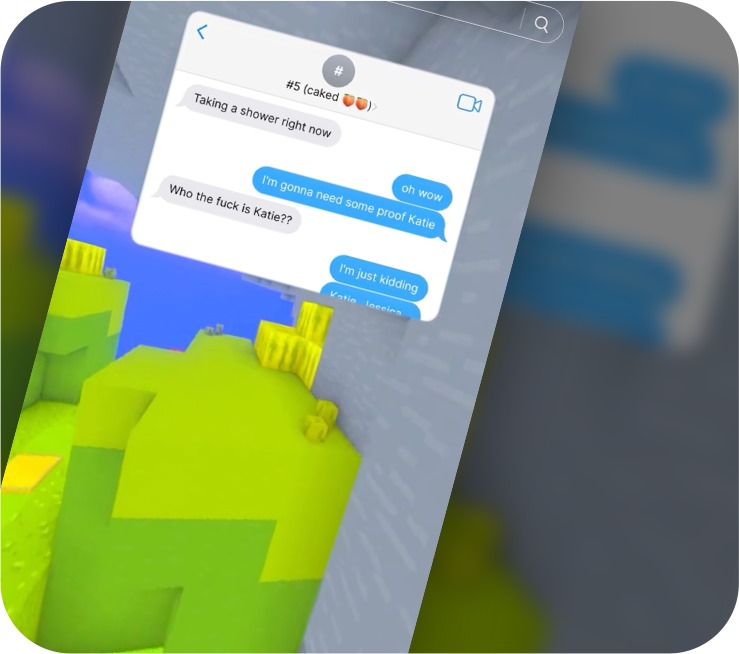 #
#5 (caked 🍑🍑)
Taking a shower right now
oh wow
I'm gonna need some proof Katie
Who the fuck is Katie??
I'm just kidding
Katie, Jessica